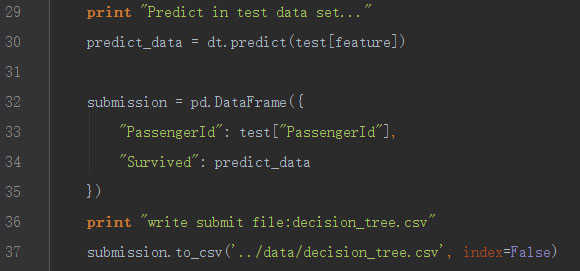 29 print "Predict in test data set..."
30 predict_data = dt.predict(test[feature])
31
32 submission = pd.DataFrame({
33 "PassengerId": test["PassengerId"],
34 "Survived": predict_data
35 })
36 print "write submit file:decision_tree.csv"
37 submission.to_csv('../data/decision_tree.csv', index=False)